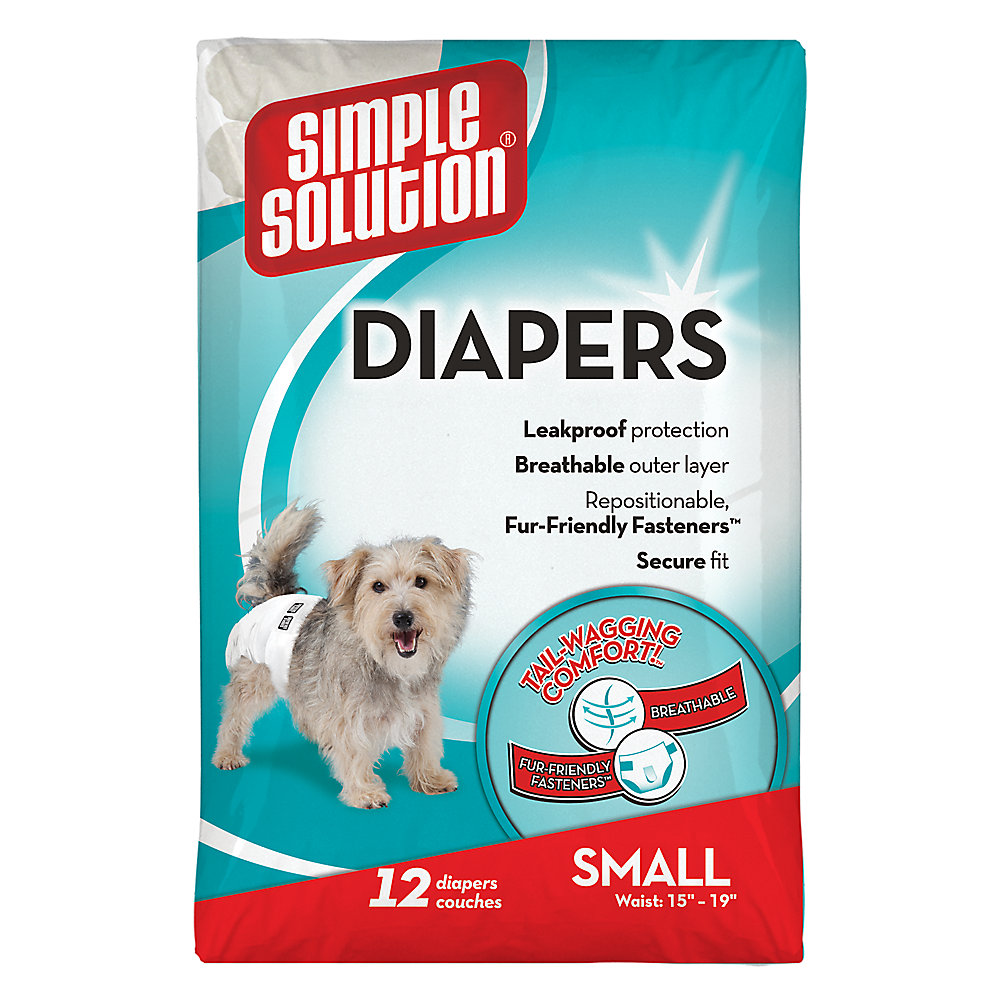 SIMPLE
SOLUTION®
DIAPERS
Leakproof protection
Breathable outer layer
Repositionable,
Fur-Friendly Fasteners™
Secure fit
TAIL-WAGGING
COMFORT!™
BREATHABLE
FUR-FRIENDLY
FASTENERS™
12 diapers
couches
SMALL
Waist: 15" – 19"